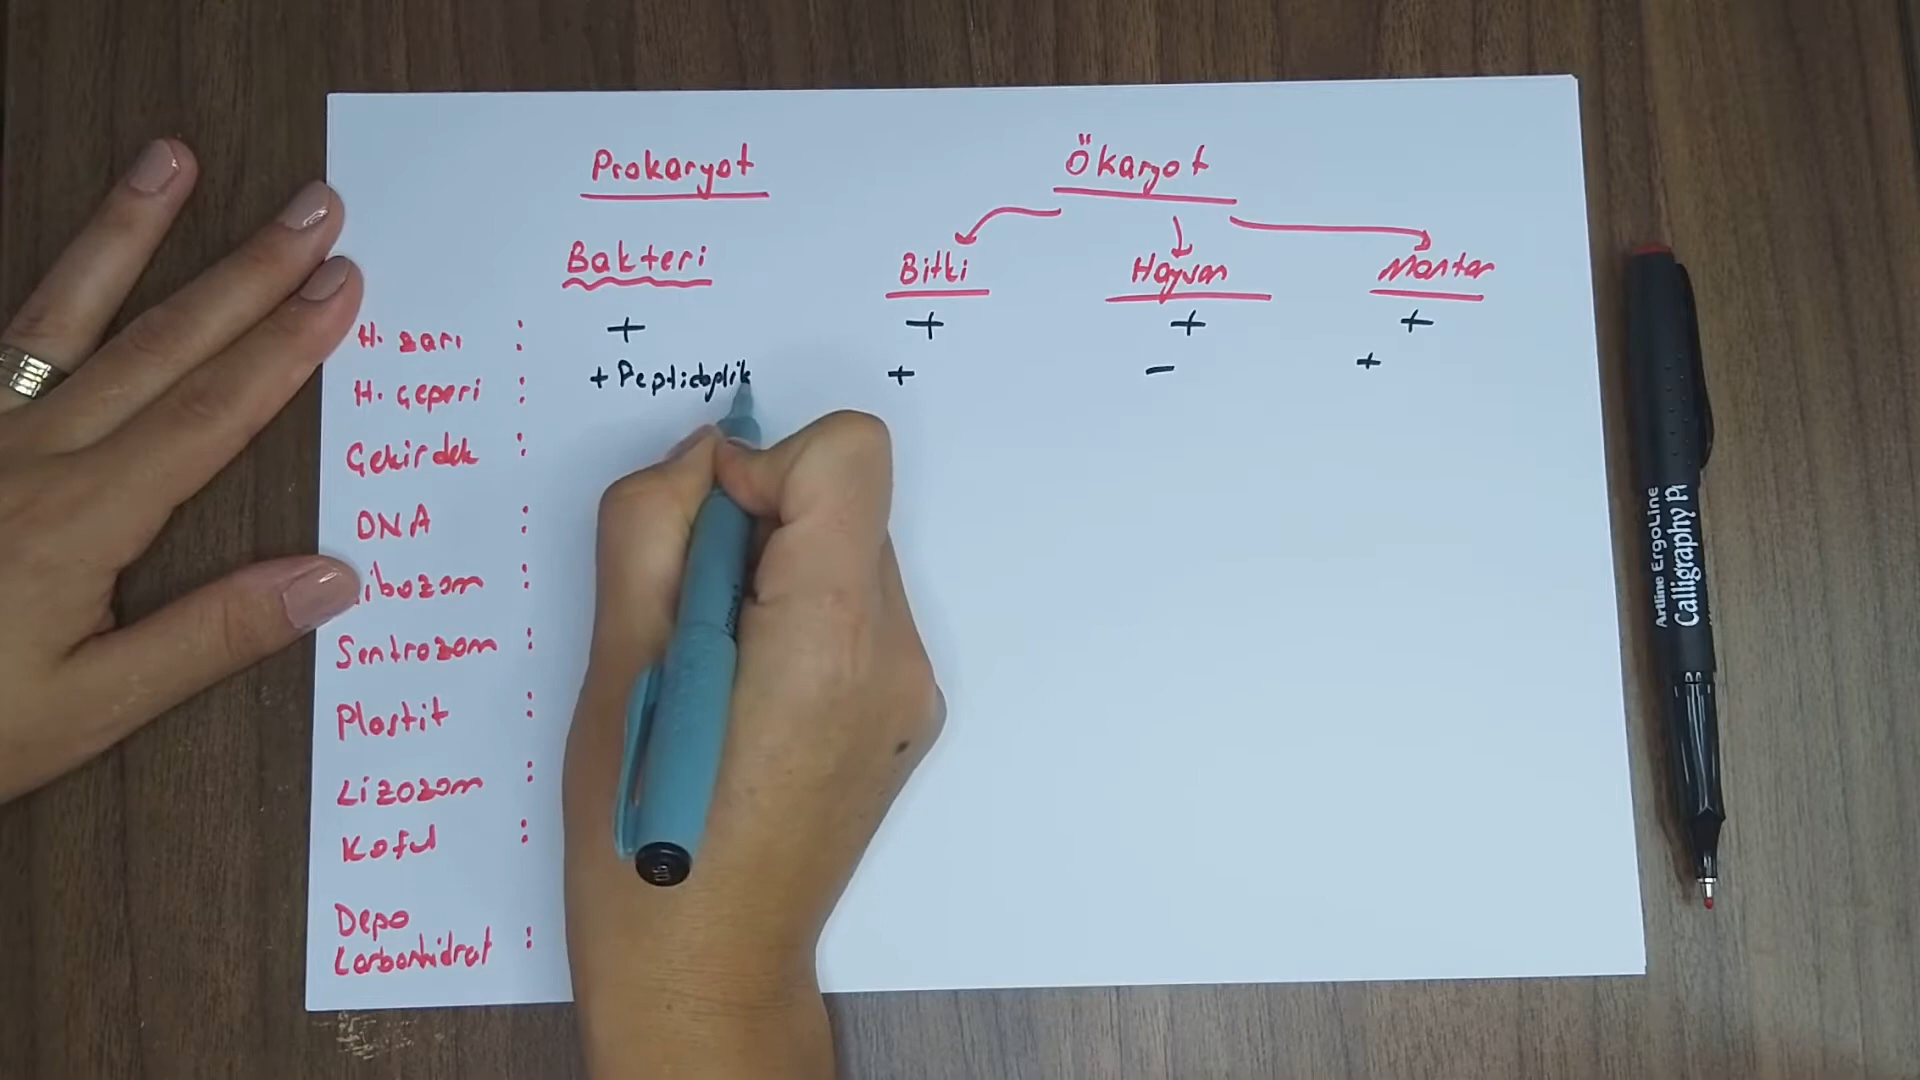 Prokaryot Ökaryot
Bakteri Bitki Hayvan Mantar
H. zarı : + + + +
H. Çeperi : + Peptidoglik + - +
Çekirdek :
DNA :
ibozom :
Sentrozom :
Plastit :
Lizozom :
Koful :
Depo
karbonhidrat :
Artline ErgoLine
Calligraphy P